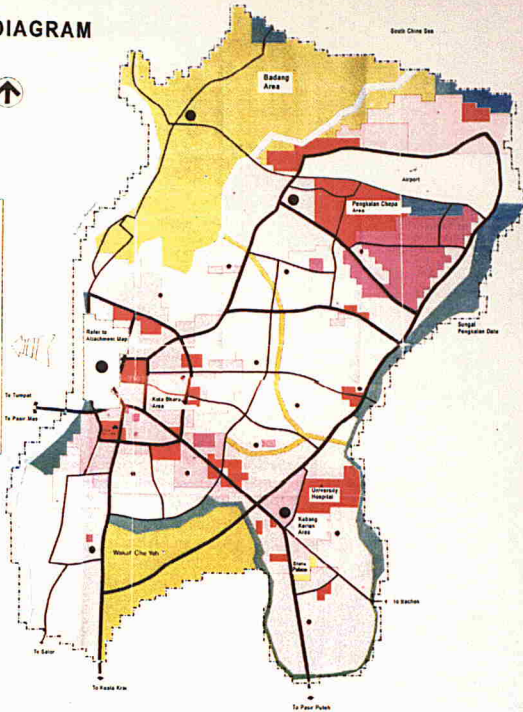 DIAGRAM
South China Sea
Badang
Area
Airport
Pengkalan Chepa
Area
Sungai
Pengkalan Datu
Refer to
Attachment Map
To Tumpat
To Pasir Mas
Kota Bharu
Area
University
Hospital
Kubang
Kerian
Area
Wakaf Che Yeh
Istana
Palace
To Bachok
To Salor
To Kuala Krai
To Pasir Puteh